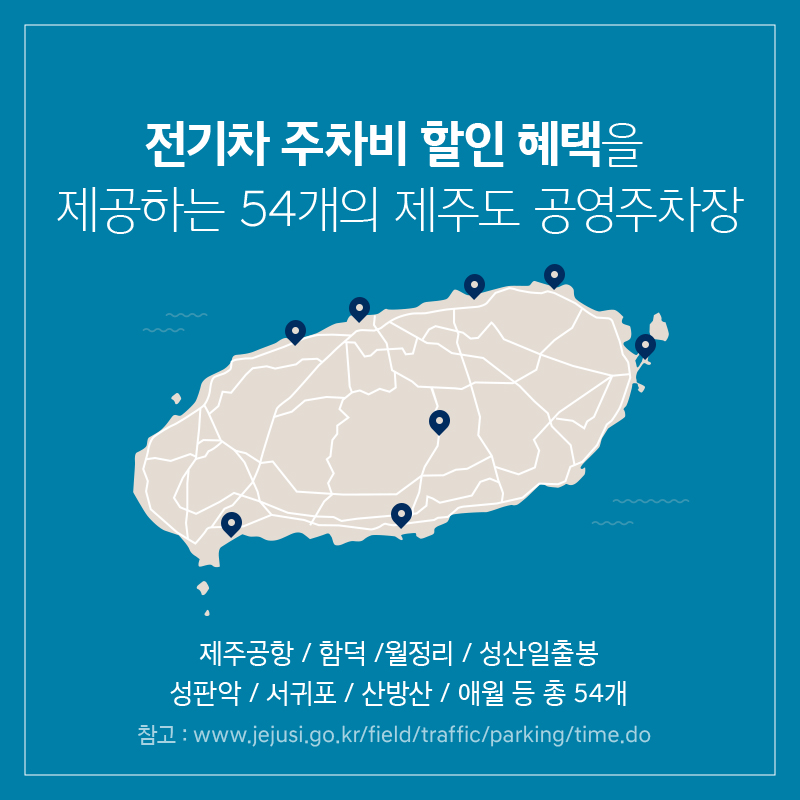 전기차 주차비 할인 혜택을
제공하는 54개의 제주도 공영주차장
제주공항 / 함덕 /월정리 / 성산일출봉
성판악 / 서귀포 / 산방산 / 애월 등 총 54개
참고 : www.jejusi.go.kr/field/traffic/parking/time.do